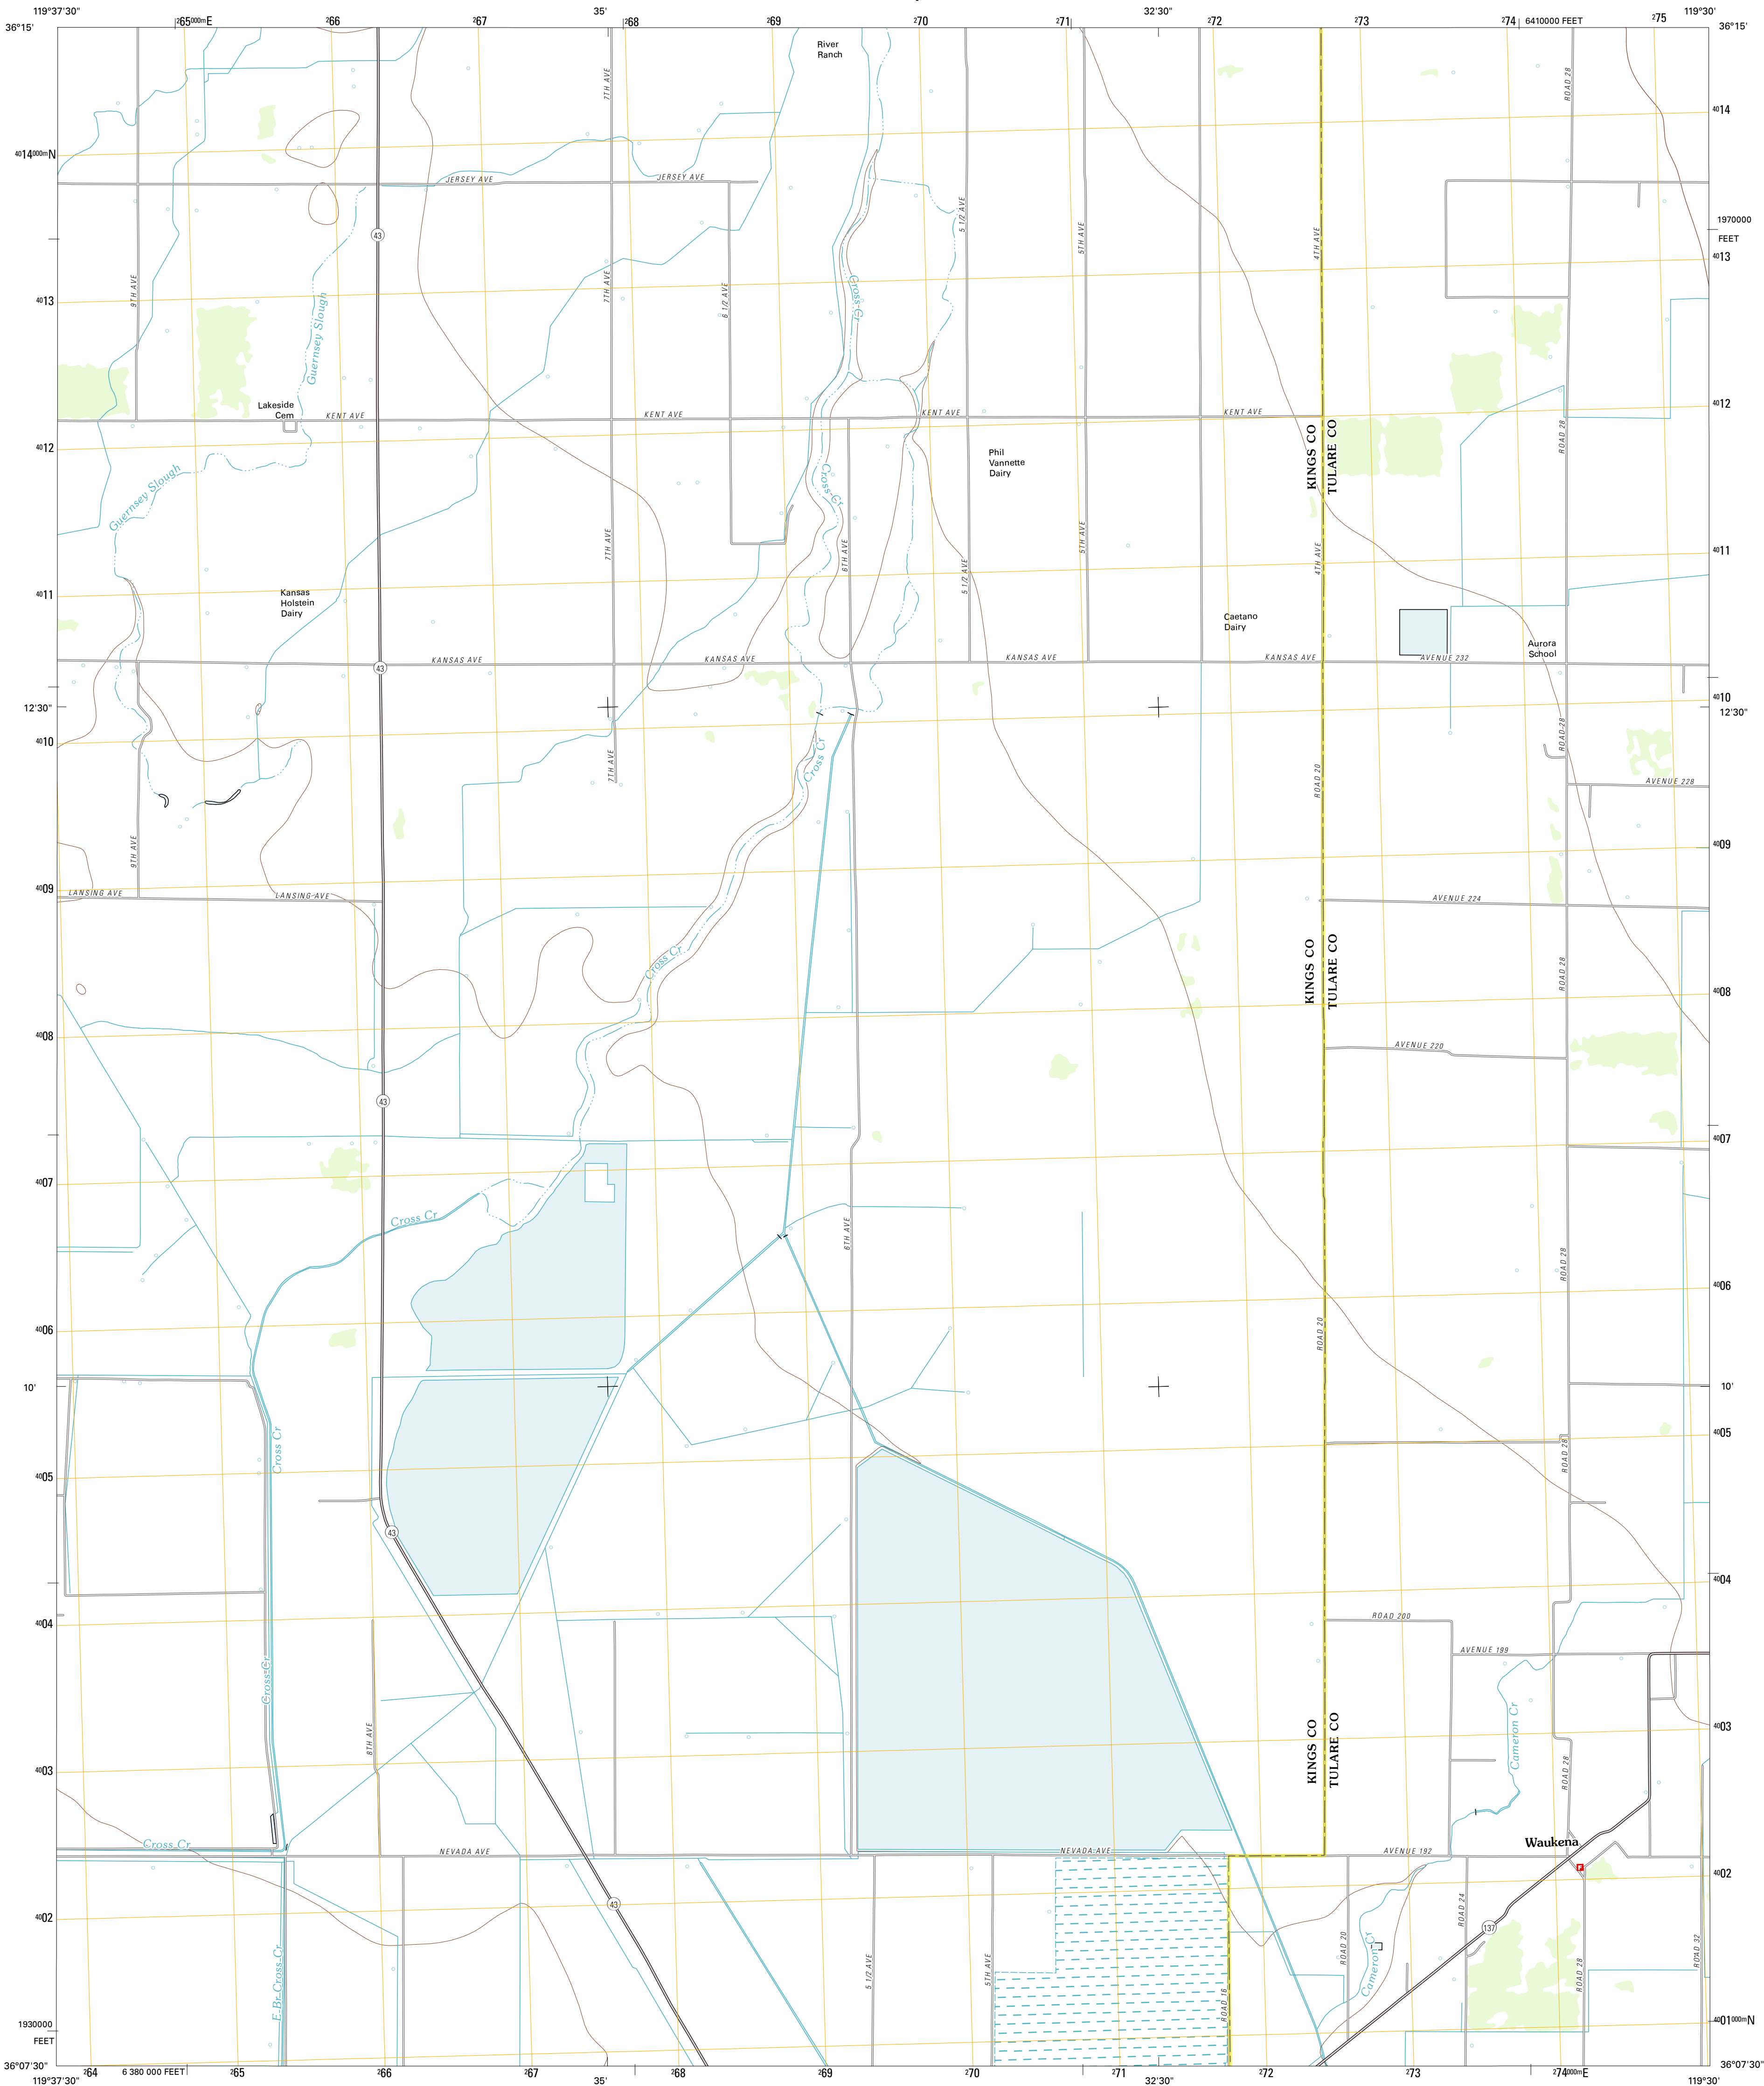 119°37'30"
265000mE
266
267
35'
268
269
270
271
32'30"
272
273
274
6410000 FEET
275
119°30'
36°15'
36°15'
River
Ranch
7TH AVE
ROAD 28
4014
4014000mN
JERSEY AVE
JERSEY AVE
5 1/2 AVE
1970000
FEET
43
5TH AVE
4TH AVE
4013
9TH AVE
7TH AVE
6 1/2 AVE
Cross Cr
4013
Guernsey Slough
Lakeside
Cem
KENT AVE
KENT AVE
KENT AVE
KENT AVE
4012
4012
KINGS CO
TULARE CO
ROAD 28
Phil
Vannette
Dairy
Guernsey Slough
Cross Cr
7TH AVE
6TH AVE
5 1/2 AVE
5TH AVE
4TH AVE
4011
4011
Kansas
Holstein
Dairy
Caetano
Dairy
Aurora
School
43
KANSAS AVE
KANSAS AVE
KANSAS AVE
KANSAS AVE
AVENUE 232
4010
12'30"
12'30"
4010
7TH AVE
Cross Cr
ROAD 20
ROAD 28
AVENUE 228
9TH AVE
4009
4009
LANSING AVE
LANSING AVE
AVENUE 224
Cross Cr
KINGS CO
TULARE CO
ROAD 28
4008
4008
AVENUE 220
43
4007
4007
Cross Cr
6TH AVE
ROAD 28
4006
4006
ROAD 20
10'
10'
Cross Cr
4005
4005
ROAD 28
43
4004
4004
ROAD 200
AVENUE 199
Cross Cr
8TH AVE
KINGS CO
TULARE CO
Cameron Cr
4003
4003
ROAD 28
Cross Cr
NEVADA AVE
NEVADA AVE
AVENUE 192
Waukena
F
4002
4002
43
ROAD 24
137
E Br Cross Cr
5 1/2 AVE
5TH AVE
ROAD 16
ROAD 20
Cameron Cr
ROAD 28
ROAD 32
1930000
FEET
4001000mN
36°07'30"
36°07'30"
264
6 380 000 FEET
265
266
267
268
269
270
271
272
273
274000mE
119°37'30"
35'
32'30"
119°30'